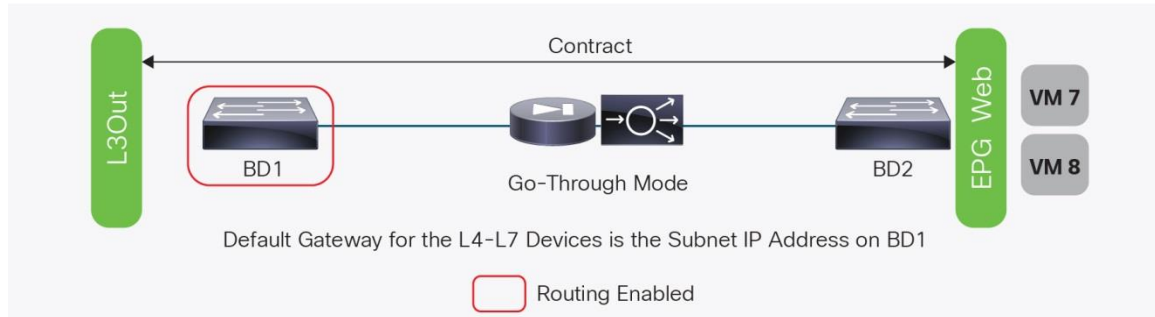 Contract
L3Out
BD1
Go-Through Mode
BD2
EPG Web
VM 7
VM 8
Default Gateway for the L4-L7 Devices is the Subnet IP Address on BD1
Routing Enabled